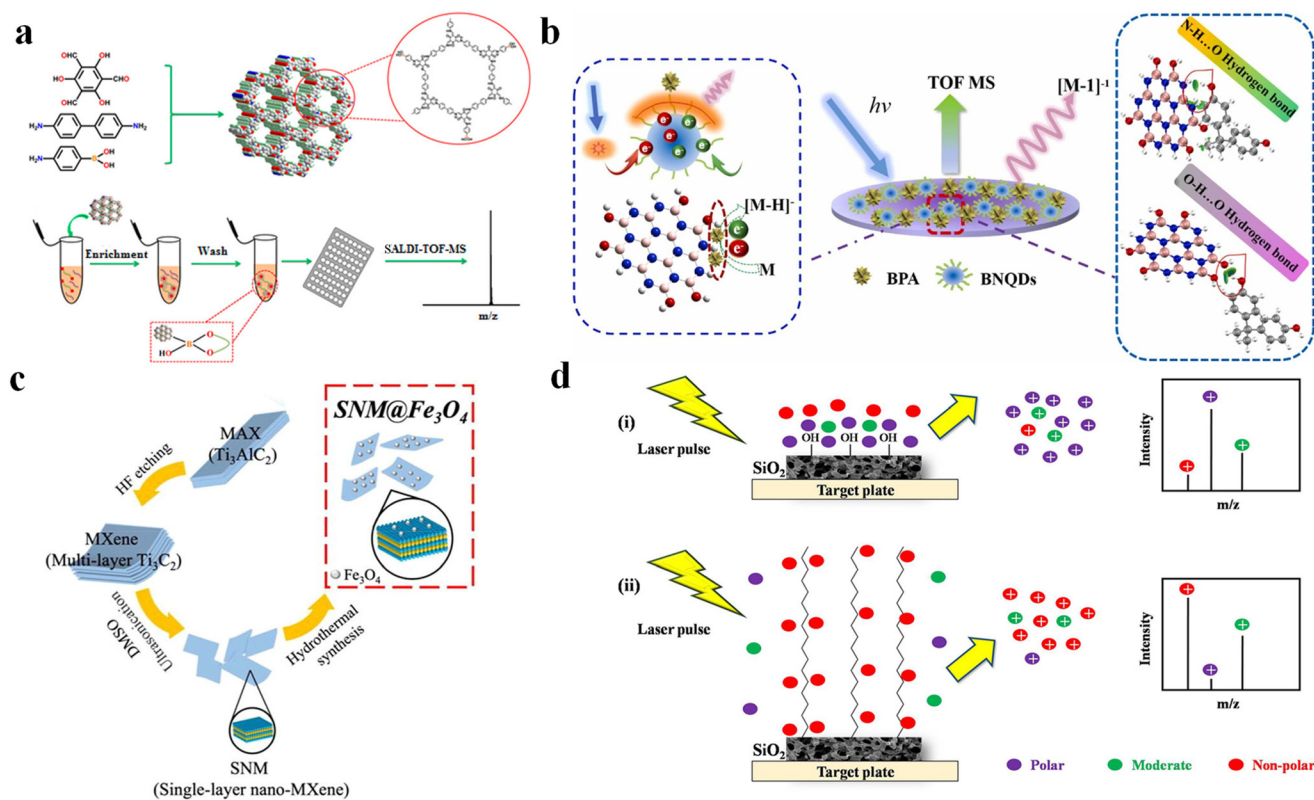 a
OH
CHO
CHO
HO
OH
CHO
H₂N
NH₂
H₂N
B
OH
OH
Enrichment
Wash
SALDI-TOF-MS
m/z
B
O
O
HO
b
hν
TOF MS
[M-1]⁻¹
N-H...O Hydrogen bond
O-H...O Hydrogen bond
e⁻
e⁻
e⁻
e⁻
e⁻
[M-H]⁻
e⁻
e⁻
M
BPA
BNQDs
c
SNM@Fe₃O₄
MAX
(Ti₃AlC₂)
HF etching
MXene
(Multi-layer Ti₃C₂)
Fe₃O₄
DMSO
Ultrasonication
Hydrothermal
synthesis
SNM
(Single-layer nano-MXene)
d
(i)
Laser pulse
OH
OH
OH
SiO₂
Target plate
Intensity
m/z
(ii)
Laser pulse
SiO₂
Target plate
Intensity
m/z
Polar
Moderate
Non-polar